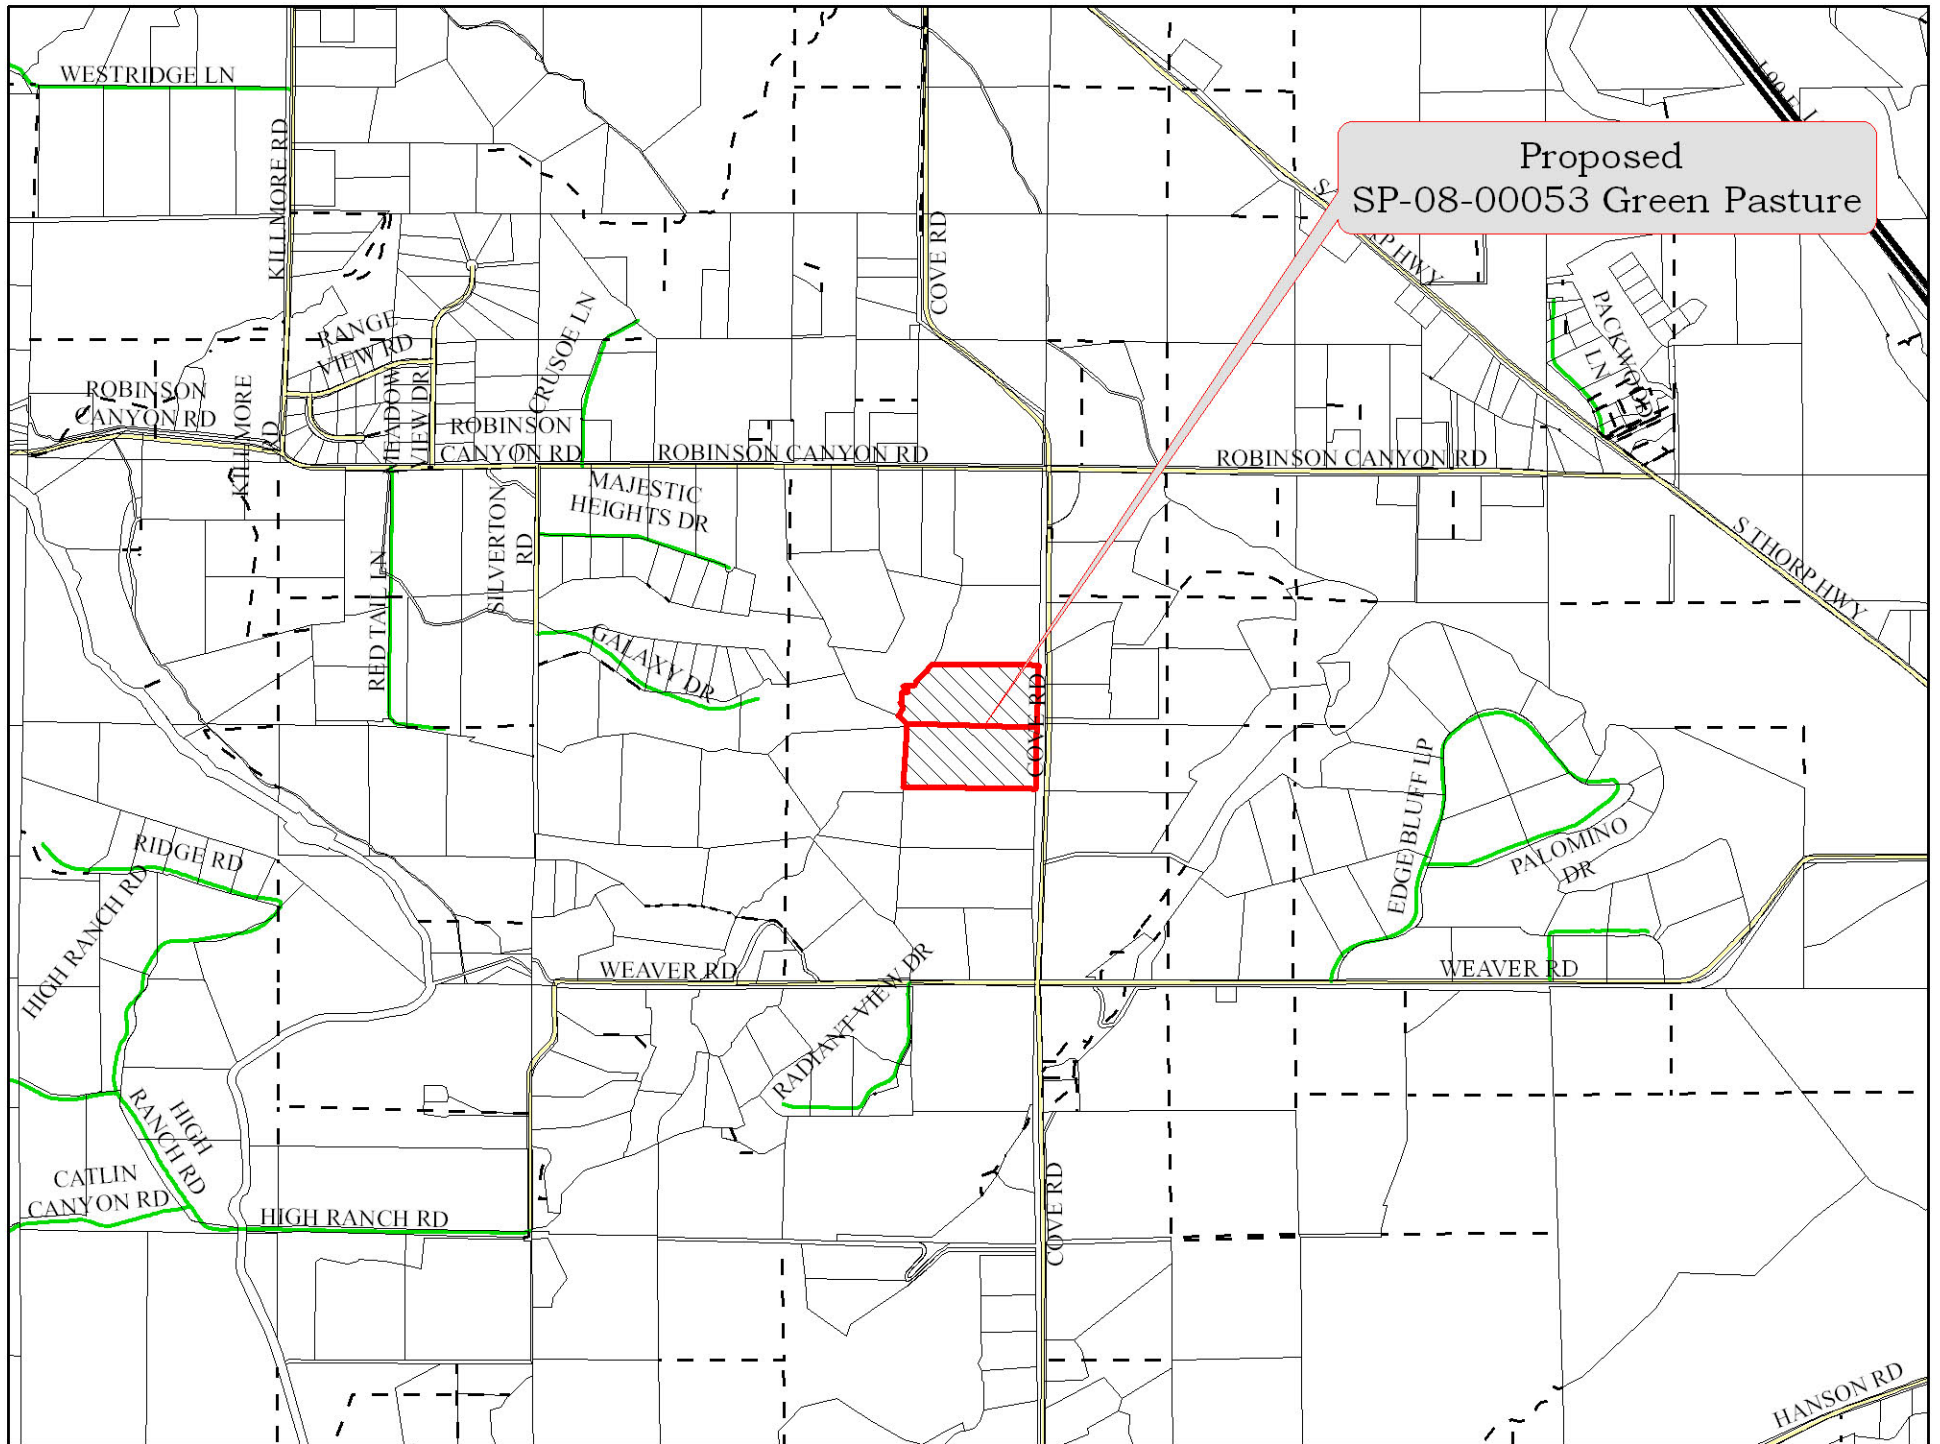 WESTRIDGE LN
KILLMORE RD
Proposed
SP-08-00053 Green Pasture
COVE RD
RANGE
VIEW RD
CRUSOE LN
PACKWOOD
LN
ROBINSON
CANYON RD
KILLMORE
RD
MEADOW
VIEW DR
ROBINSON
CANYON RD
ROBINSON CANYON RD
ROBINSON CANYON RD
MAJESTIC
HEIGHTS DR
SILVERTON
RD
S THORP HWY
RED TAIL LN
GALAXY DR
COVE RD
EDGE BLUFF LP
PALOMINO
DR
RIDGE RD
HIGH RANCH RD
WEAVER RD
WEAVER RD
RADIANT VIEW DR
HIGH
RANCH RD
CATLIN
CANYON RD
HIGH RANCH RD
COVE RD
HANSON RD